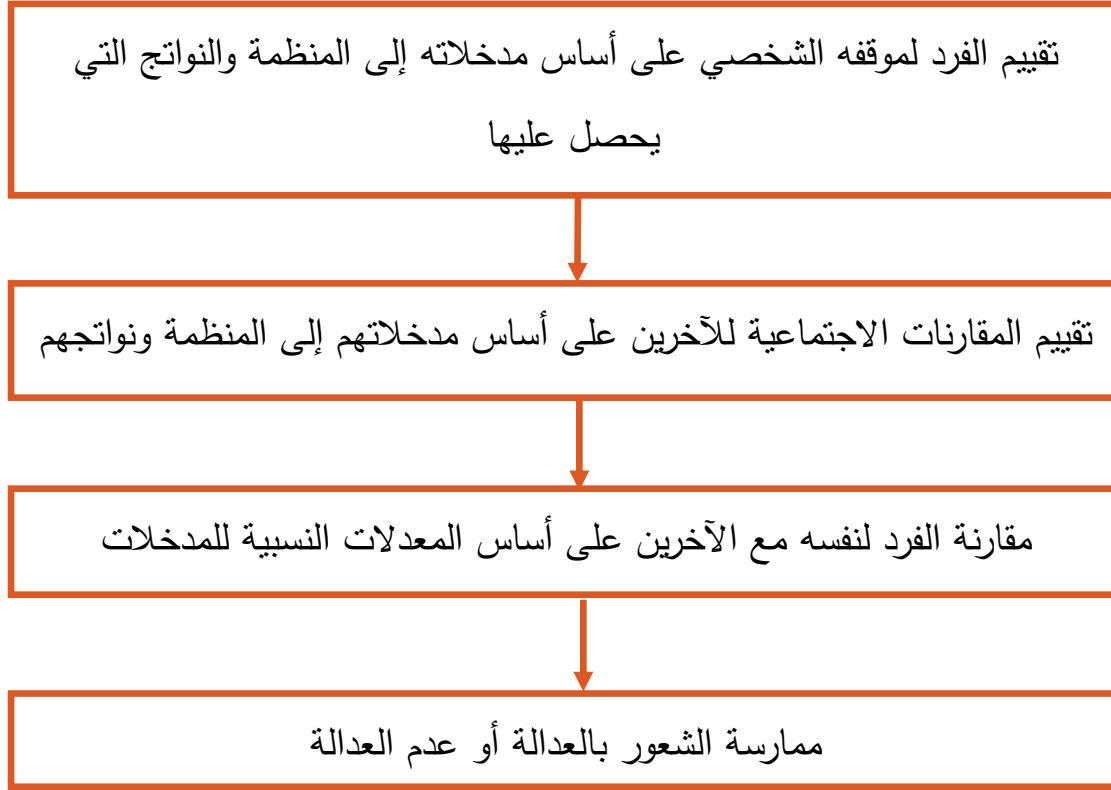 تقييم الفرد لموقفه الشخصي على أساس مدخلاته إلى المنظمة والنواتج التي
يحصل عليها
تقييم المقارنات الاجتماعية للآخرين على أساس مدخلاتهم إلى المنظمة ونواتجهم
مقارنة الفرد لنفسه مع الآخرين على أساس المعدلات النسبية للمدخلات
ممارسة الشعور بالعدالة أو عدم العدالة